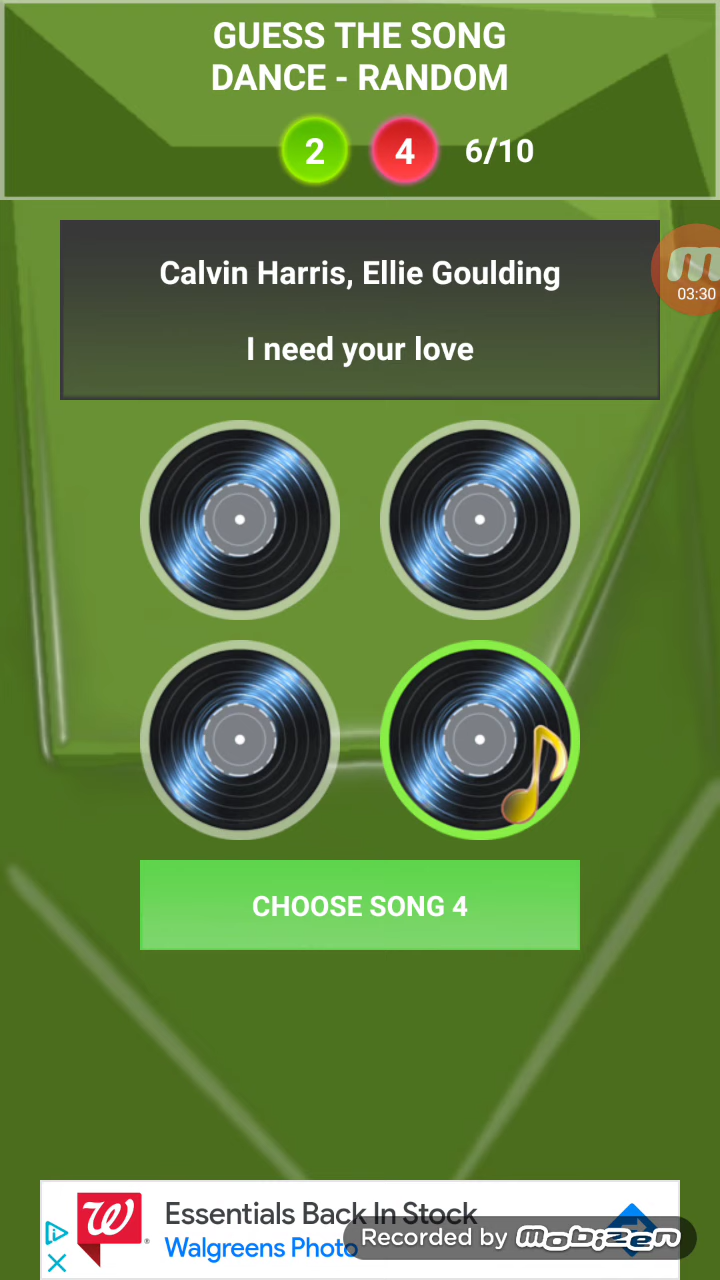 GUESS THE SONG
DANCE - RANDOM
2 4 6/10
Calvin Harris, Ellie Goulding
03:30
I need your love
CHOOSE SONG 4
Essentials Back In Stock
Walgreens Photo
Recorded by mobizen